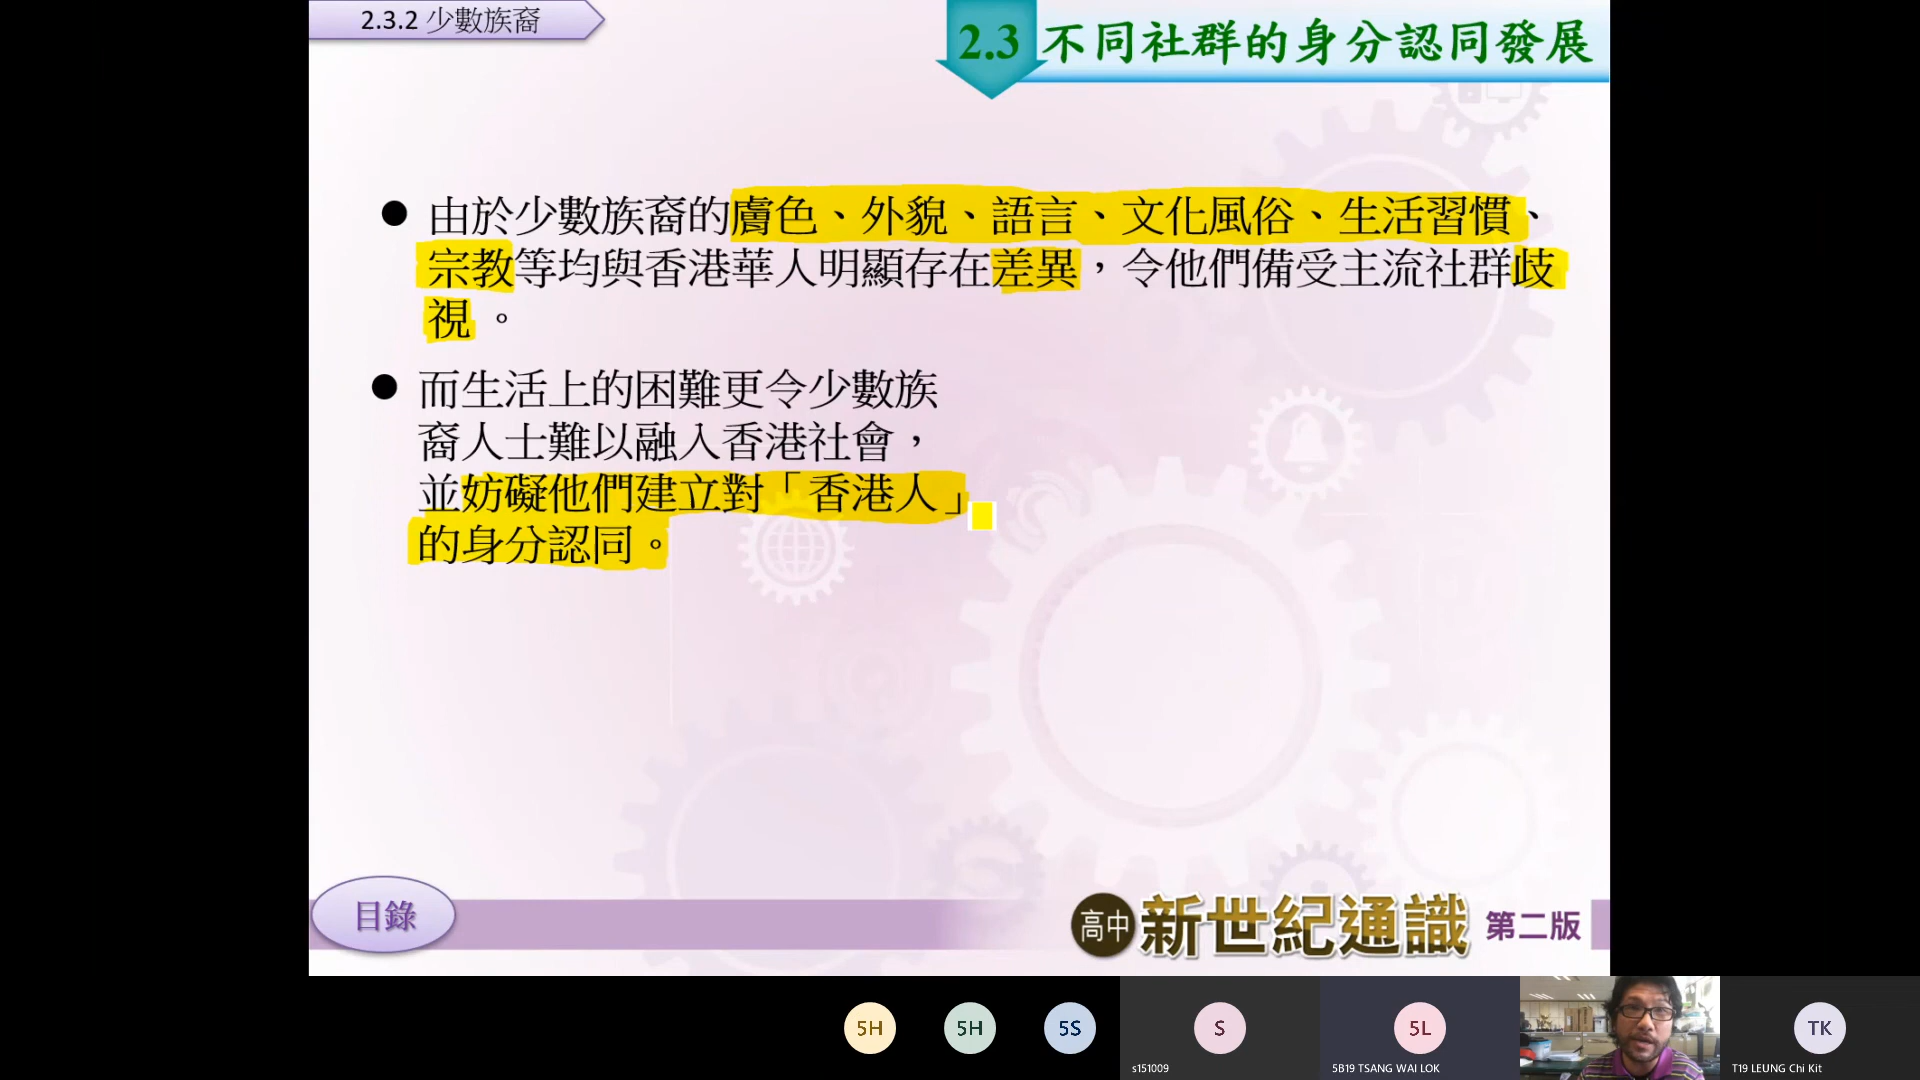 2.3.2 少數族裔
2.3 不同社群的身分認同發展
● 由於少數族裔的膚色、外貌、語言、文化風俗、生活習慣、
宗教等均與香港華人明顯存在差異，令他們備受主流社群歧
視。
● 而生活上的困難更令少數族
裔人士難以融入香港社會，
並妨礙他們建立對「香港人」
的身分認同。
目錄
高中 新世紀通識 第二版
5H
5H
5S
S
5L
TK
s151009
5B19 TSANG WAI LOK
T19 LEUNG Chi Kit